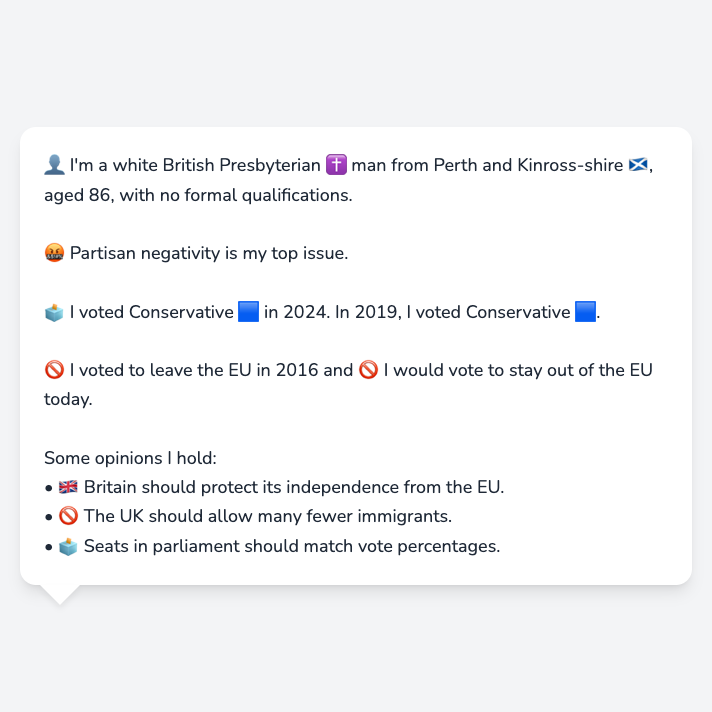 👤 I'm a white British Presbyterian ✝️ man from Perth and Kinross-shire 🏴󠁧󠁢󠁳󠁣󠁴󠁿,
aged 86, with no formal qualifications.
🤬 Partisan negativity is my top issue.
🗳️ I voted Conservative 🟦 in 2024. In 2019, I voted Conservative 🟦.
🚫 I voted to leave the EU in 2016 and 🚫 I would vote to stay out of the EU
today.
Some opinions I hold:
• 🇬🇧 Britain should protect its independence from the EU.
• 🚫 The UK should allow many fewer immigrants.
• 🗳️ Seats in parliament should match vote percentages.